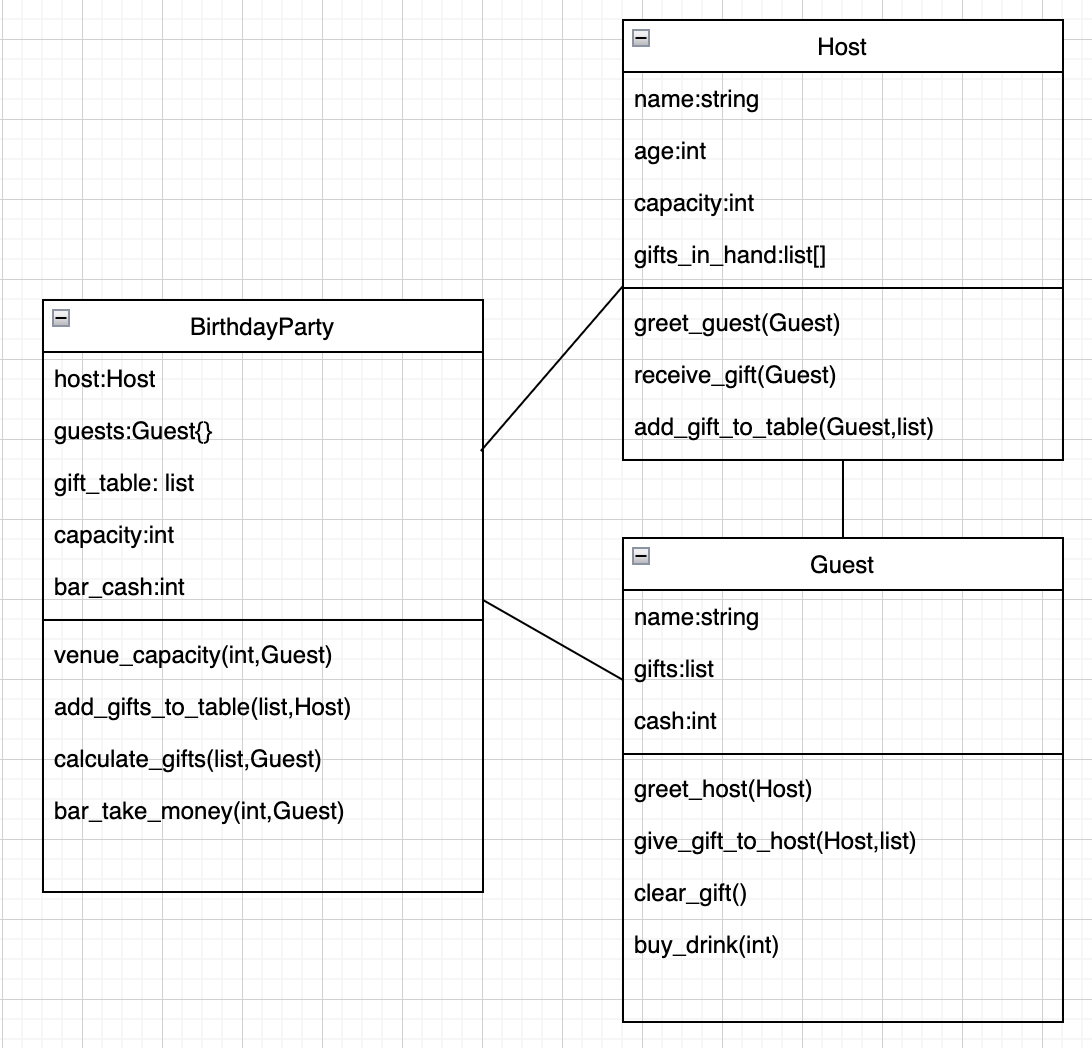 Host
name:string
age:int
capacity:int
gifts_in_hand:list[]
greet_guest(Guest)
receive_gift(Guest)
add_gift_to_table(Guest,list)
BirthdayParty
host:Host
guests:Guest{}
gift_table: list
capacity:int
bar_cash:int
venue_capacity(int,Guest)
add_gifts_to_table(list,Host)
calculate_gifts(list,Guest)
bar_take_money(int,Guest)
Guest
name:string
gifts:list
cash:int
greet_host(Host)
give_gift_to_host(Host,list)
clear_gift()
buy_drink(int)